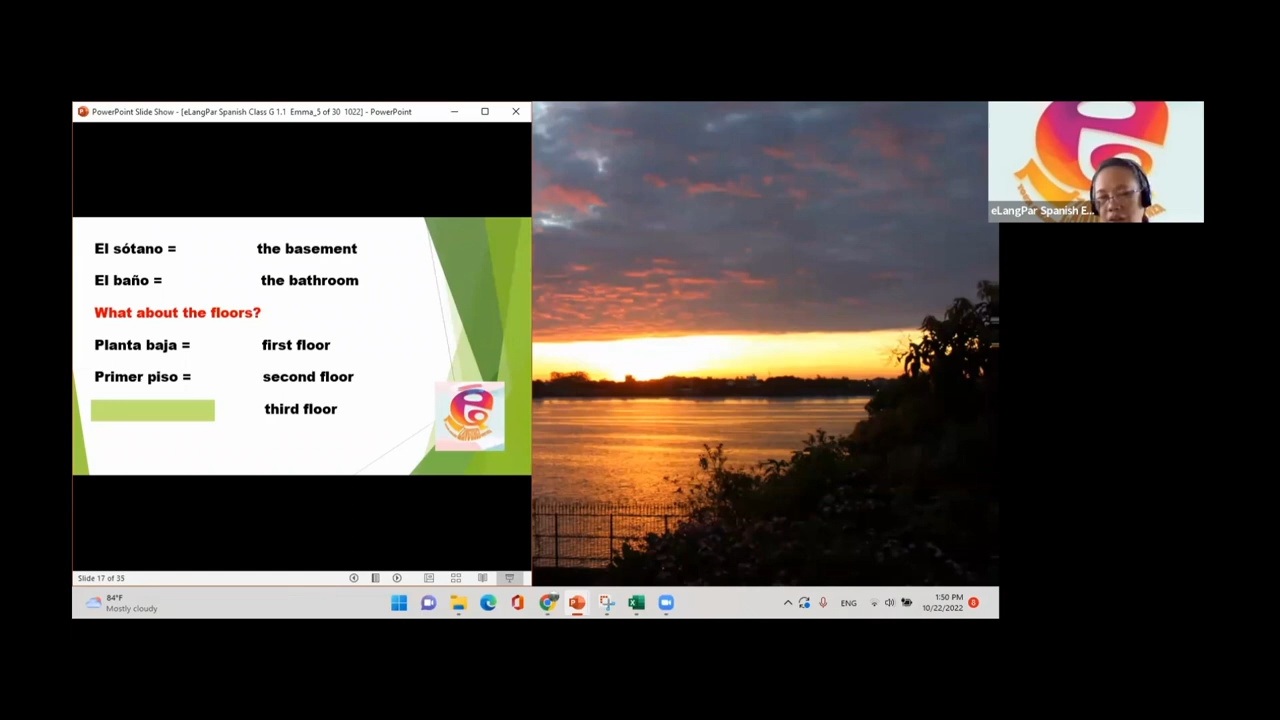 PowerPoint Slide Show - [eLangPar Spanish Class G 1.1 Emma_5 of 30 1022] - PowerPoint
El sótano = the basement
El baño = the bathroom
What about the floors?
Planta baja = first floor
Primer piso = second floor
third floor
Slide 17 of 35
eLangPar Spanish E...
84°F
Mostly cloudy
ENG
1:50 PM
10/22/2022
8